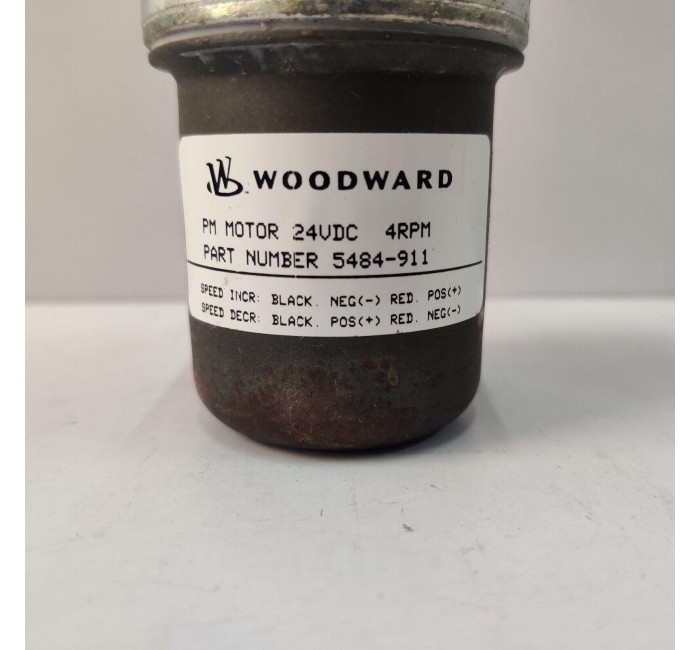 WOODWARD
PM MOTOR 24VDC 4RPM
PART NUMBER 5484-911
SPEED INCR: BLACK. NEG(-) RED. POS(+)
SPEED DECR: BLACK. POS(+) RED. NEG(-)